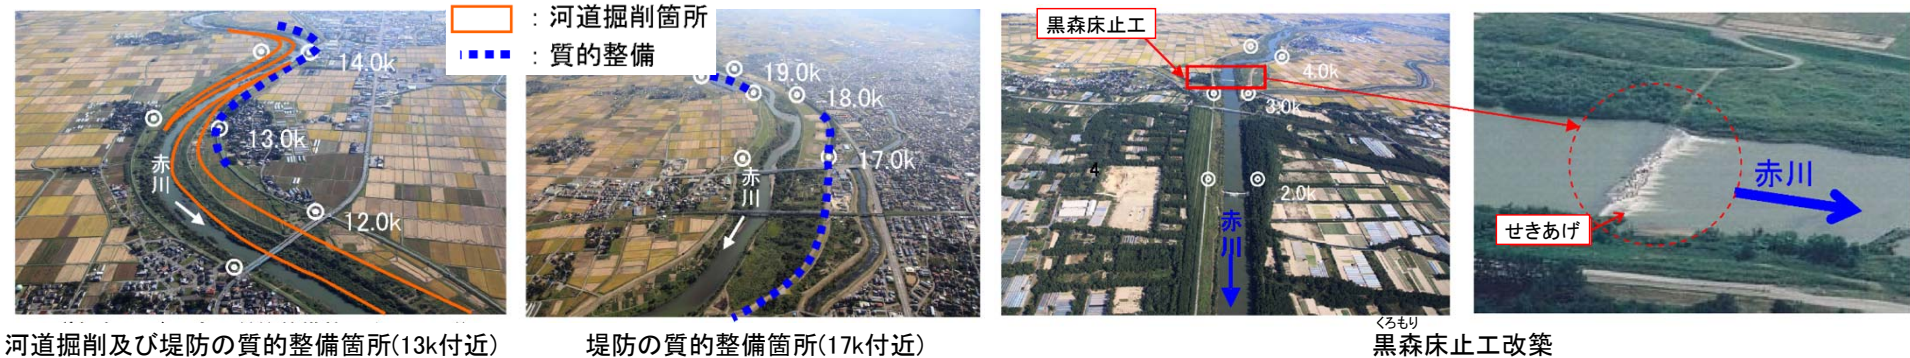 ：河道掘削箇所
：質的整備
14.0k
13.0k
12.0k
赤川
19.0k
18.0k
17.0k
赤川
黒森床止工
4.0k
3.0k
4
2.0k
赤川
せきあげ
赤川
河道掘削及び堤防の質的整備箇所(13k付近)
堤防の質的整備箇所(17k付近)
くろもり
黒森床止工改築